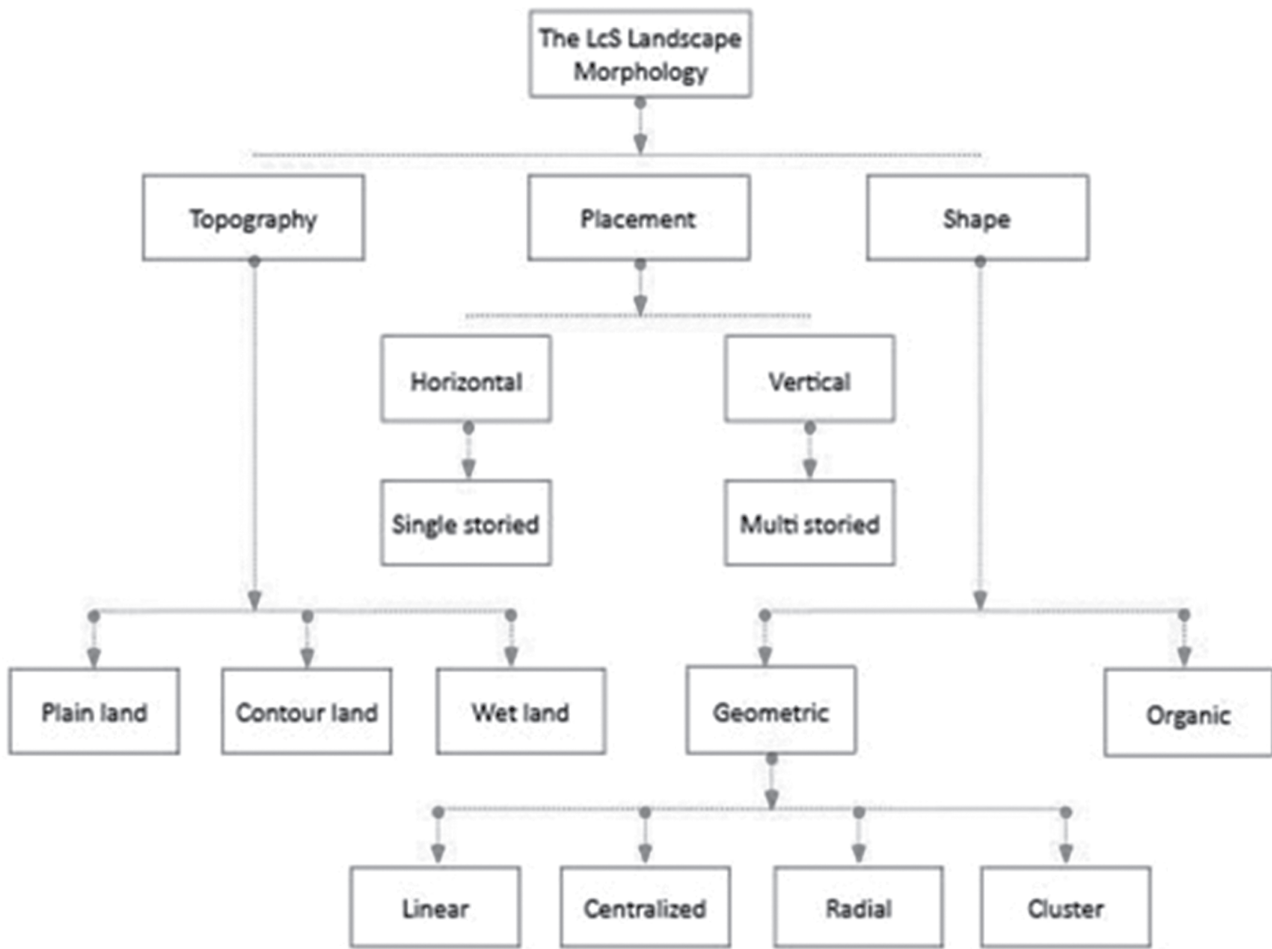 The LcS Landscape
Morphology
Topography
Placement
Shape
Horizontal
Vertical
Single storied
Multi storied
Plain land
Contour land
Wet land
Geometric
Organic
Linear
Centralized
Radial
Cluster